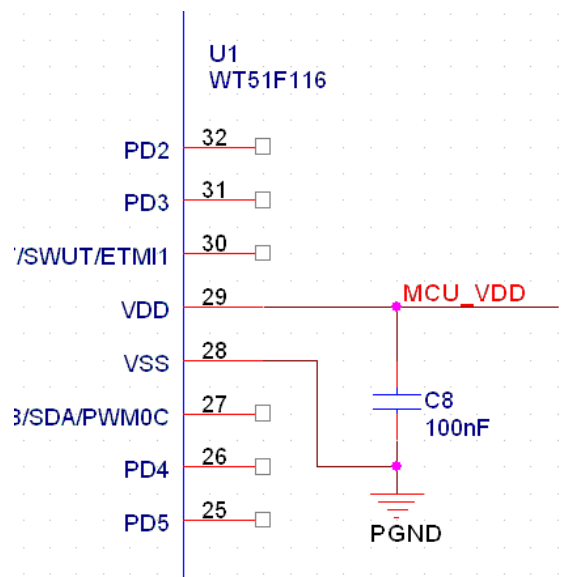 U1
WT51F116
PD2 32
PD3 31
/SWUT/ETMI1 30
VDD 29 MCU_VDD
VSS 28
C8
/SDA/PWM0C 27
100nF
PD4 26
PD5 25
PGND